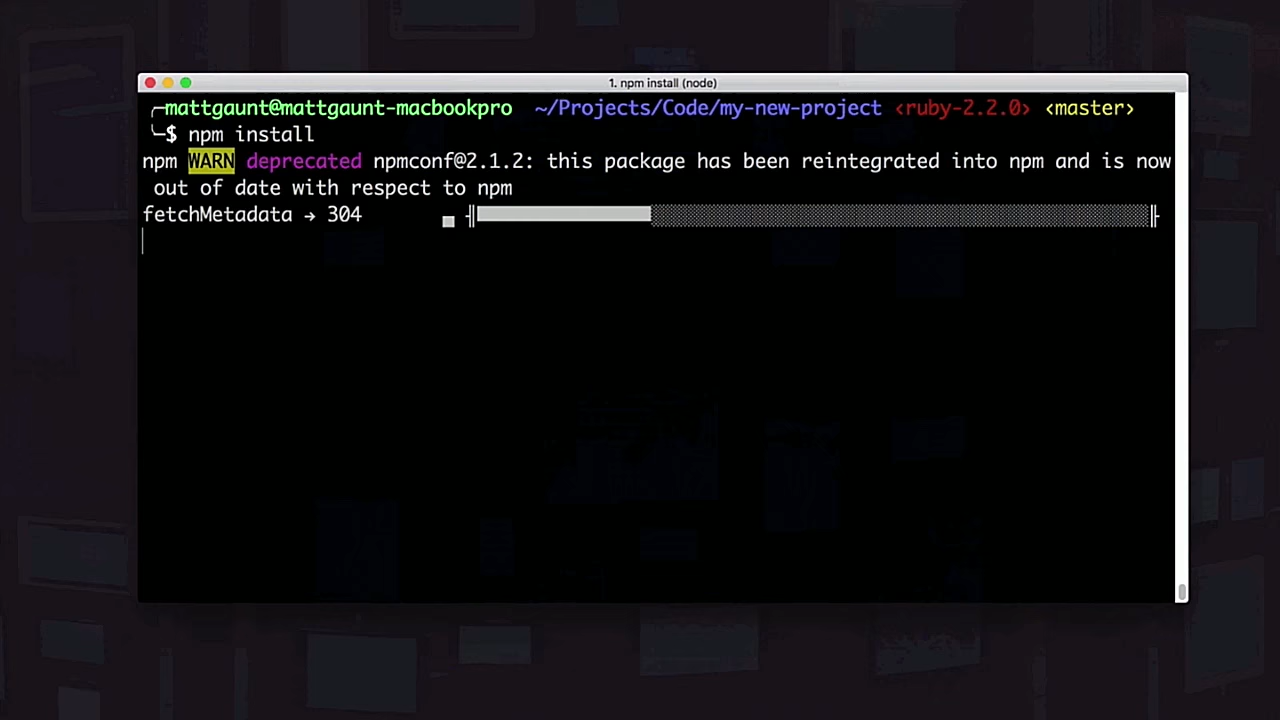 1. npm install (node)
╭─mattgaunt@mattgaunt-macbookpro ~/Projects/Code/my-new-project ‹ruby-2.2.0› ‹master›
╰─$ npm install
npm WARN deprecated npmconf@2.1.2: this package has been reintegrated into npm and is now
out of date with respect to npm
fetchMetadata → 304